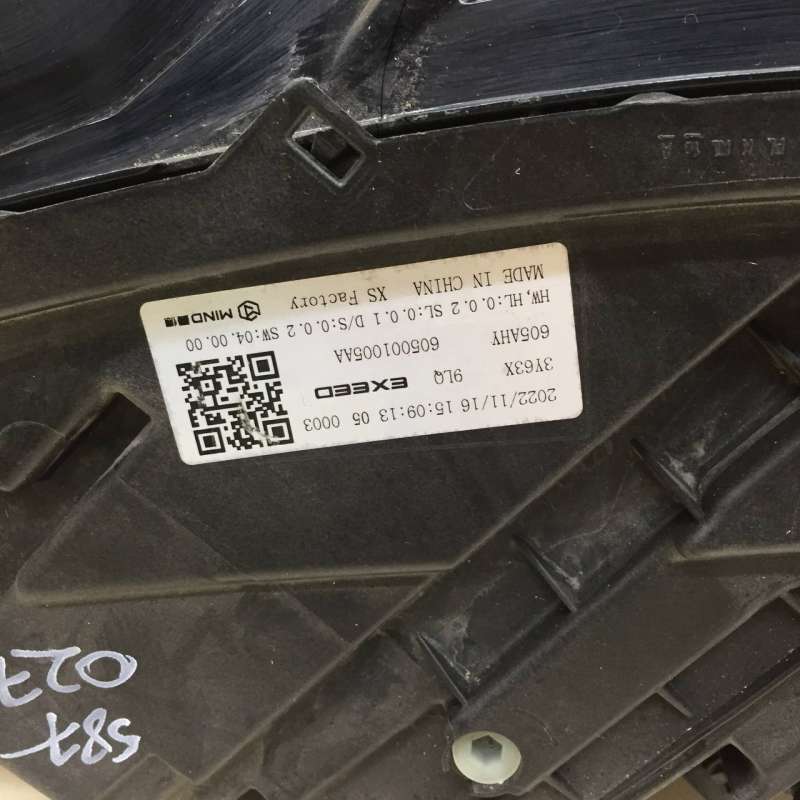 2022/11/16 15:09:13 05 0003
3Y63X 9LQ EXEED
605AHY 605001005AA
HW,HL:0.0.2 SL:0.0.1 D/S:0.0.2 SW:04.00.00
MADE IN CHINA XS Factory MIND